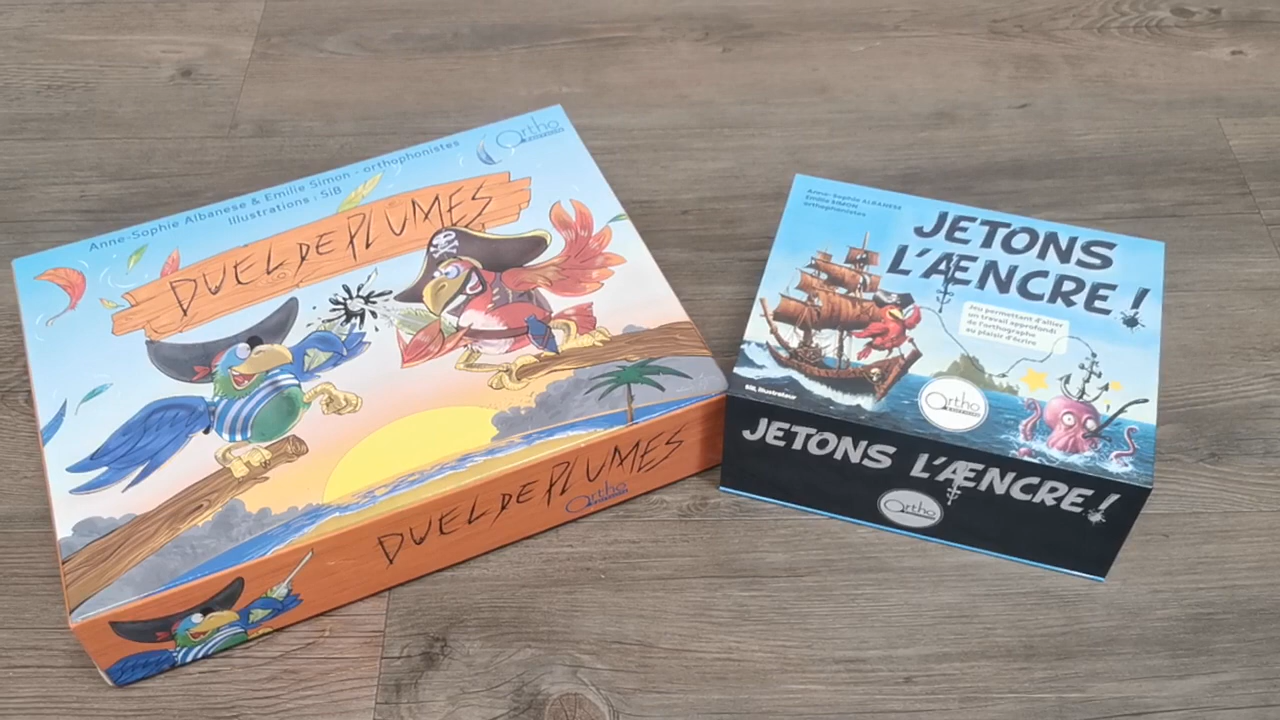 Anne-Sophie Albanese & Emilie Simon - orthophonistes
Illustrations : SiB
Ortho
EDITION
DUEL DE PLUMES
DUEL DE PLUMES
Ortho
Anne-Sophie ALBANESE
Emilie SIMON
orthophonistes
JETONS
L'ÆNCRE !
Jeu permettant d'allier
un travail approfondi
de l'orthographe
au plaisir d'écrire
SIB, illustrateur
Ortho
JETONS L'ÆNCRE !
Ortho